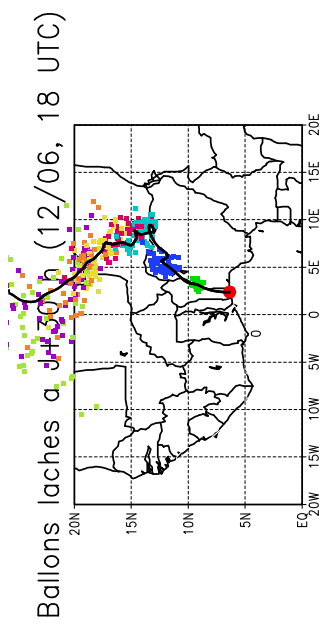 Ballons laches a (12/06, 18 UTC)
20N
15N
10N
5N
EQ
0
20W 15W 10W 5W 0 5E 10E 15E 20E